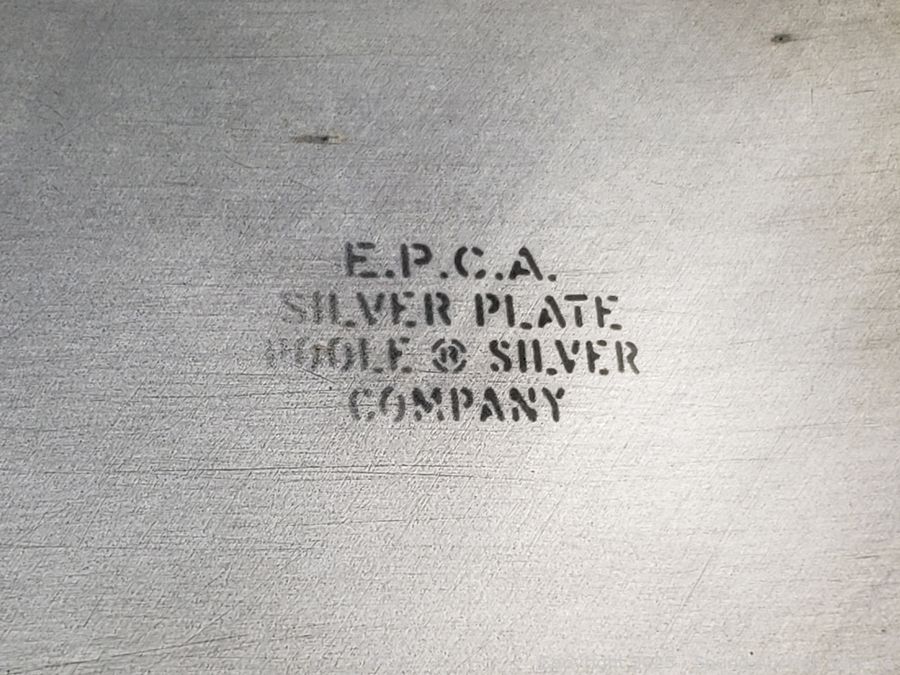 E.P.C.A.
SILVER PLATE
POOLE ® SILVER
COMPANY